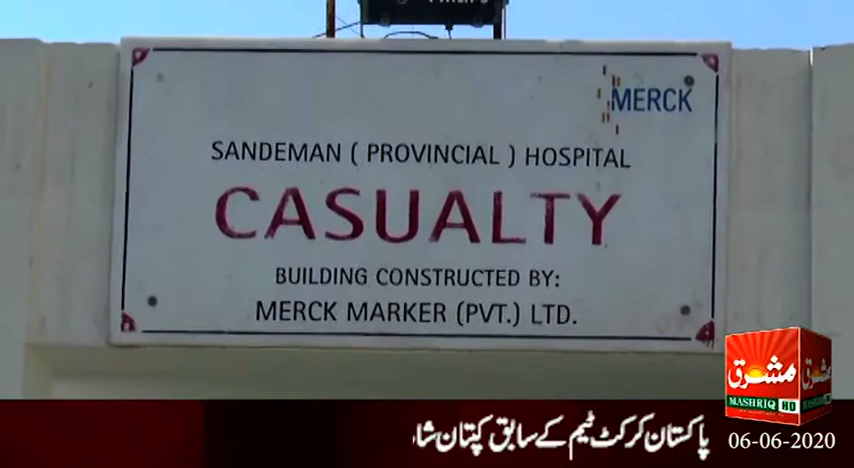 MERCK
SANDEMAN ( PROVINCIAL ) HOSPITAL
CASUALTY
BUILDING CONSTRUCTED BY:
MERCK MARKER (PVT.) LTD.
مشرق
MASHRIQ HD
پاکستان کرکٹ ٹیم کے سابق کپتان
06-06-2020